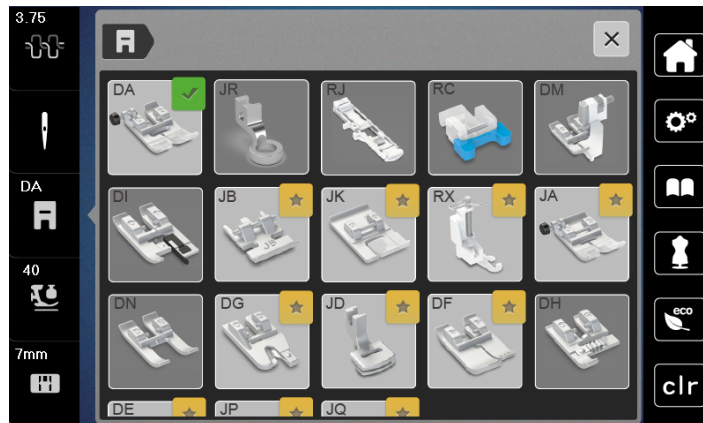 3.75
DA
JR
RJ
RC
DM
DA
DI
JB
JK
RX
JA
40
DN
DG
JD
DF
DH
eco
7mm
clr
DE
JP
JQ